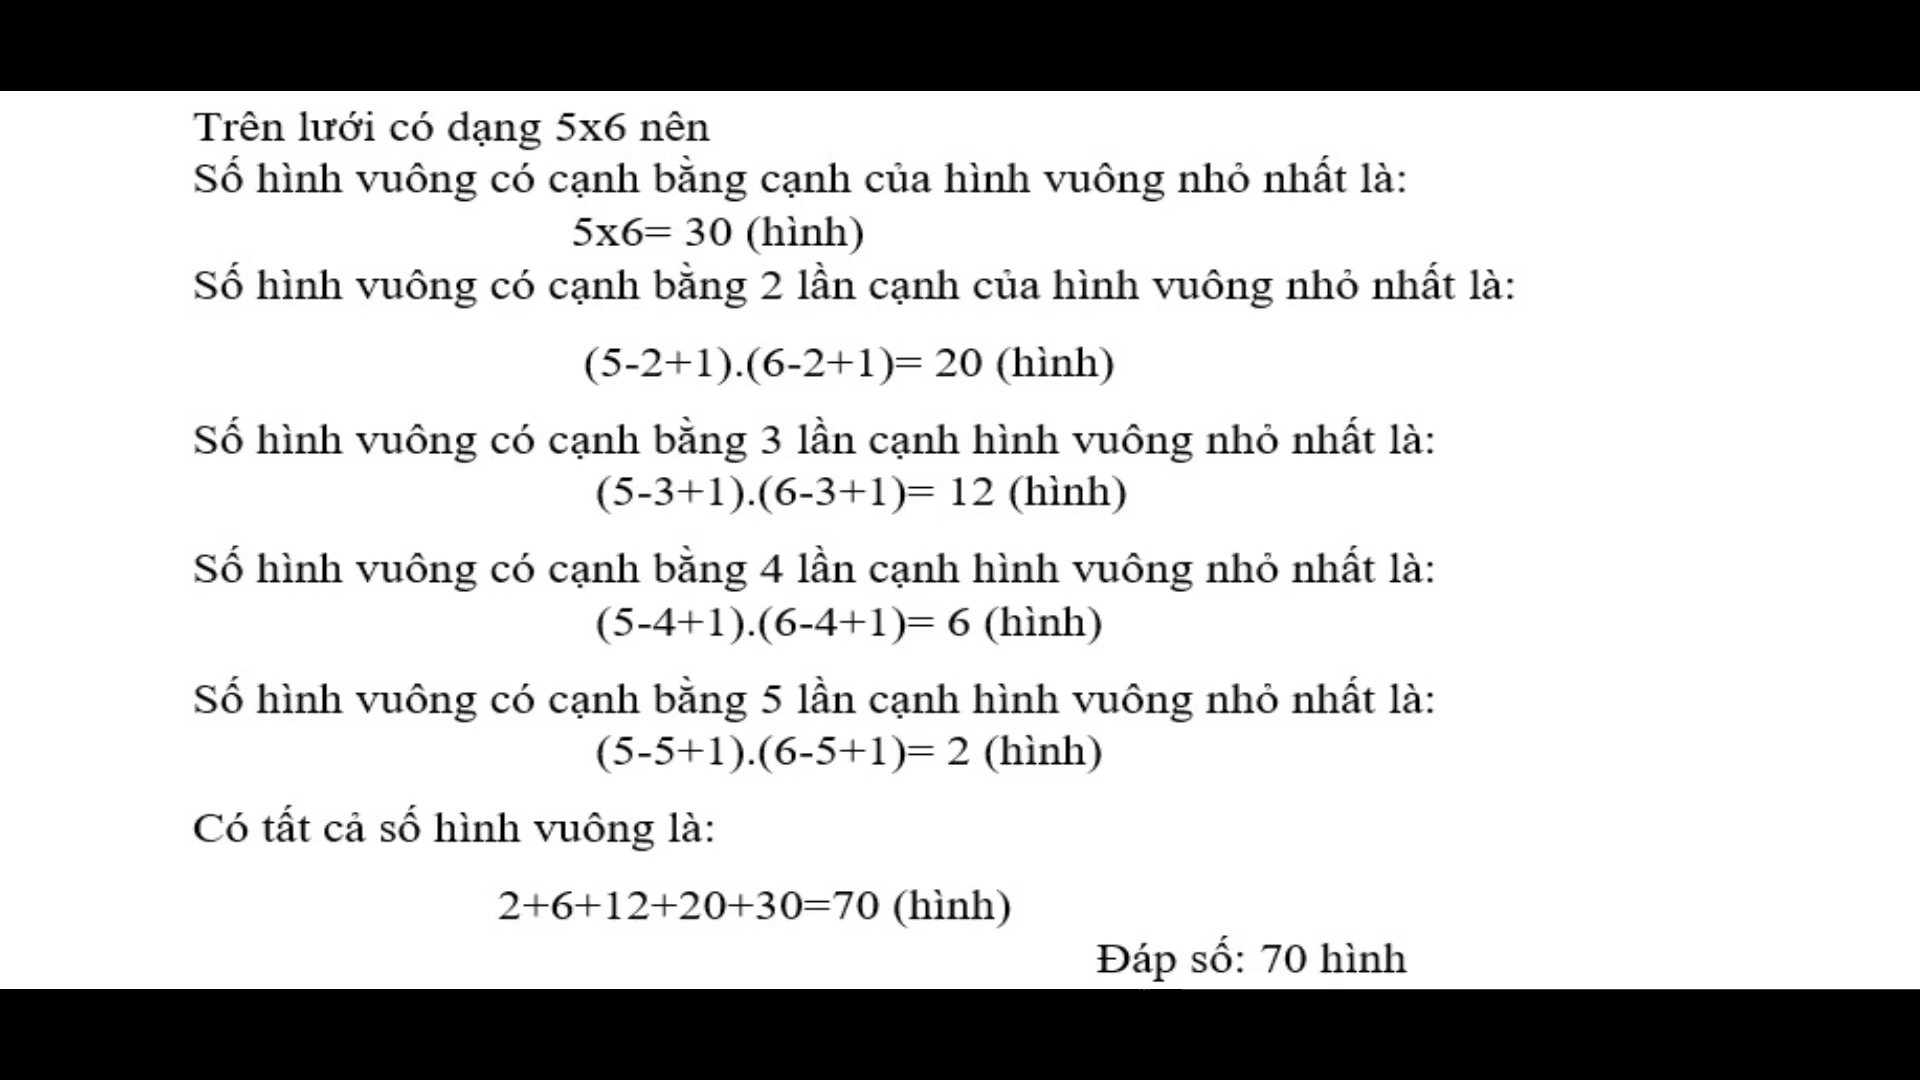 Trên lưới có dạng 5x6 nên
Số hình vuông có cạnh bằng cạnh của hình vuông nhỏ nhất là:
5x6= 30 (hình)
Số hình vuông có cạnh bằng 2 lần cạnh của hình vuông nhỏ nhất là:
(5-2+1).(6-2+1)= 20 (hình)
Số hình vuông có cạnh bằng 3 lần cạnh hình vuông nhỏ nhất là:
(5-3+1).(6-3+1)= 12 (hình)
Số hình vuông có cạnh bằng 4 lần cạnh hình vuông nhỏ nhất là:
(5-4+1).(6-4+1)= 6 (hình)
Số hình vuông có cạnh bằng 5 lần cạnh hình vuông nhỏ nhất là:
(5-5+1).(6-5+1)= 2 (hình)
Có tất cả số hình vuông là:
2+6+12+20+30=70 (hình)
Đáp số: 70 hình